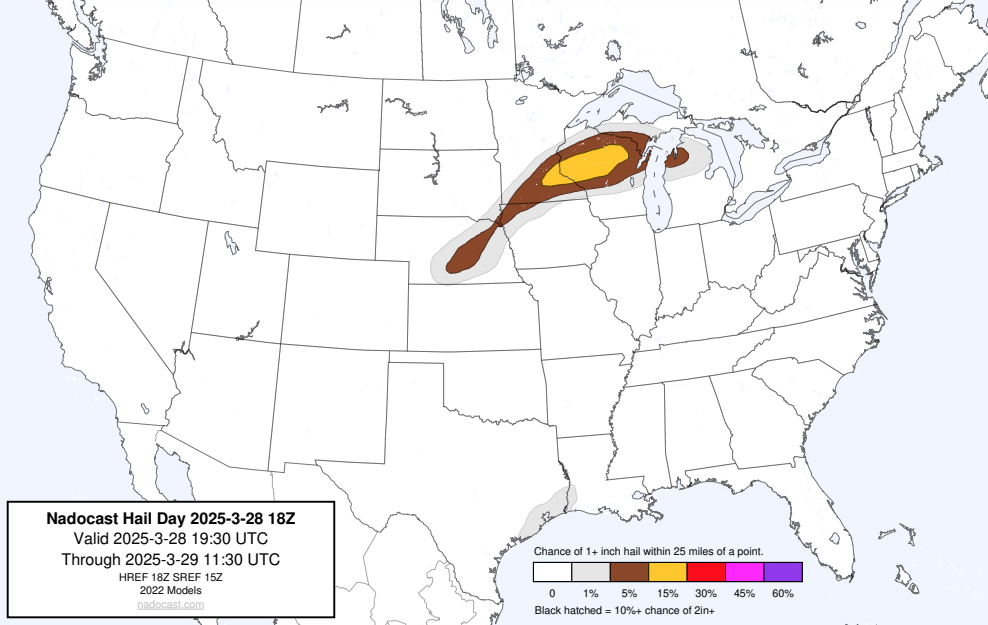 Nadocast Hail Day 2025-3-28 18Z
Valid 2025-3-28 19:30 UTC
Through 2025-3-29 11:30 UTC
HREF 18Z SREF 15Z
2022 Models
nadocast.com
Chance of 1+ inch hail within 25 miles of a point.
0 1% 5% 15% 30% 45% 60%
Black hatched = 10%+ chance of 2in+